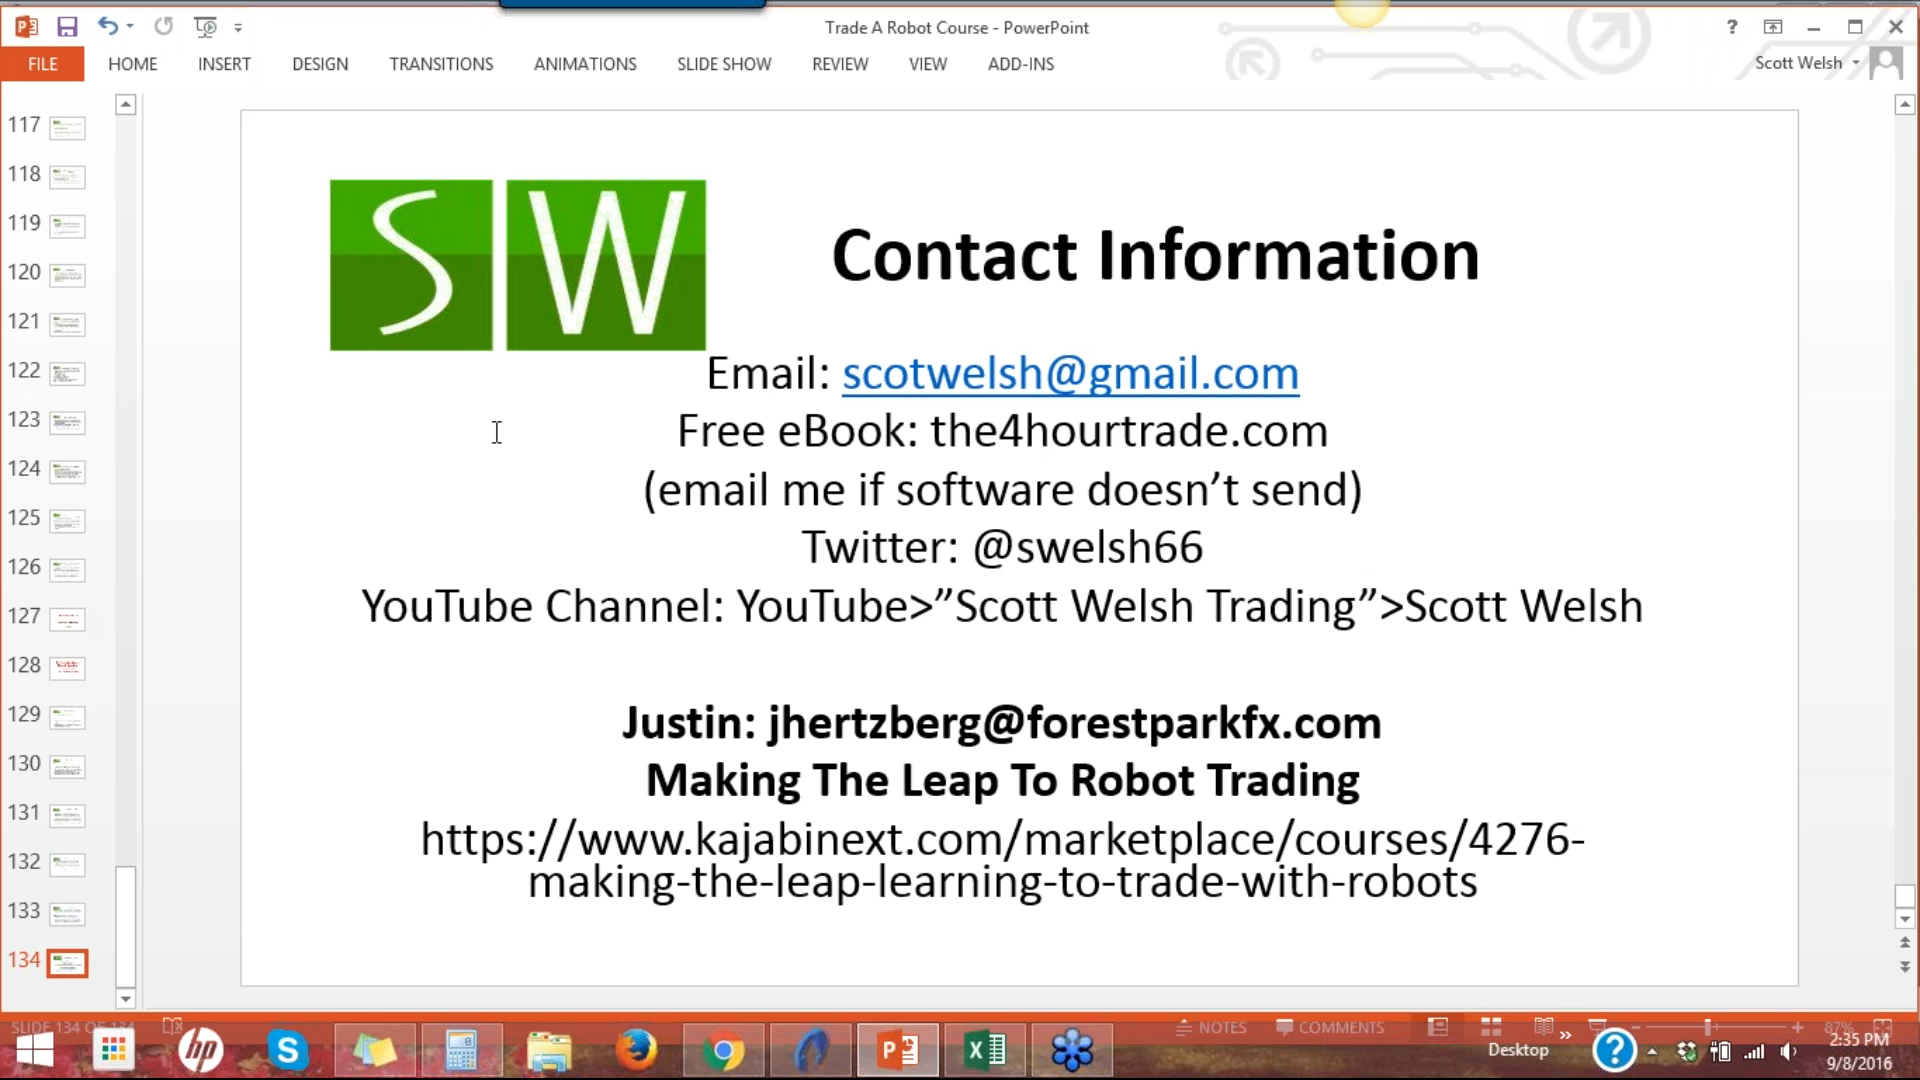 Trade A Robot Course - PowerPoint
FILE HOME INSERT DESIGN TRANSITIONS ANIMATIONS SLIDE SHOW REVIEW VIEW ADD-INS
Scott Welsh
117
118
119
120
121
122
123
124
125
126
127
128
129
130
131
132
133
134
SW
Contact Information
Email: scotwelsh@gmail.com
Free eBook: the4hourtrade.com
(email me if software doesn’t send)
Twitter: @swelsh66
YouTube Channel: YouTube>”Scott Welsh Trading”>Scott Welsh
Justin: jhertzberg@forestparkfx.com
Making The Leap To Robot Trading
https://www.kajabinext.com/marketplace/courses/4276-
making-the-leap-learning-to-trade-with-robots
SLIDE 134 OF 134
NOTES COMMENTS 87%
Desktop
2:35 PM
9/8/2016